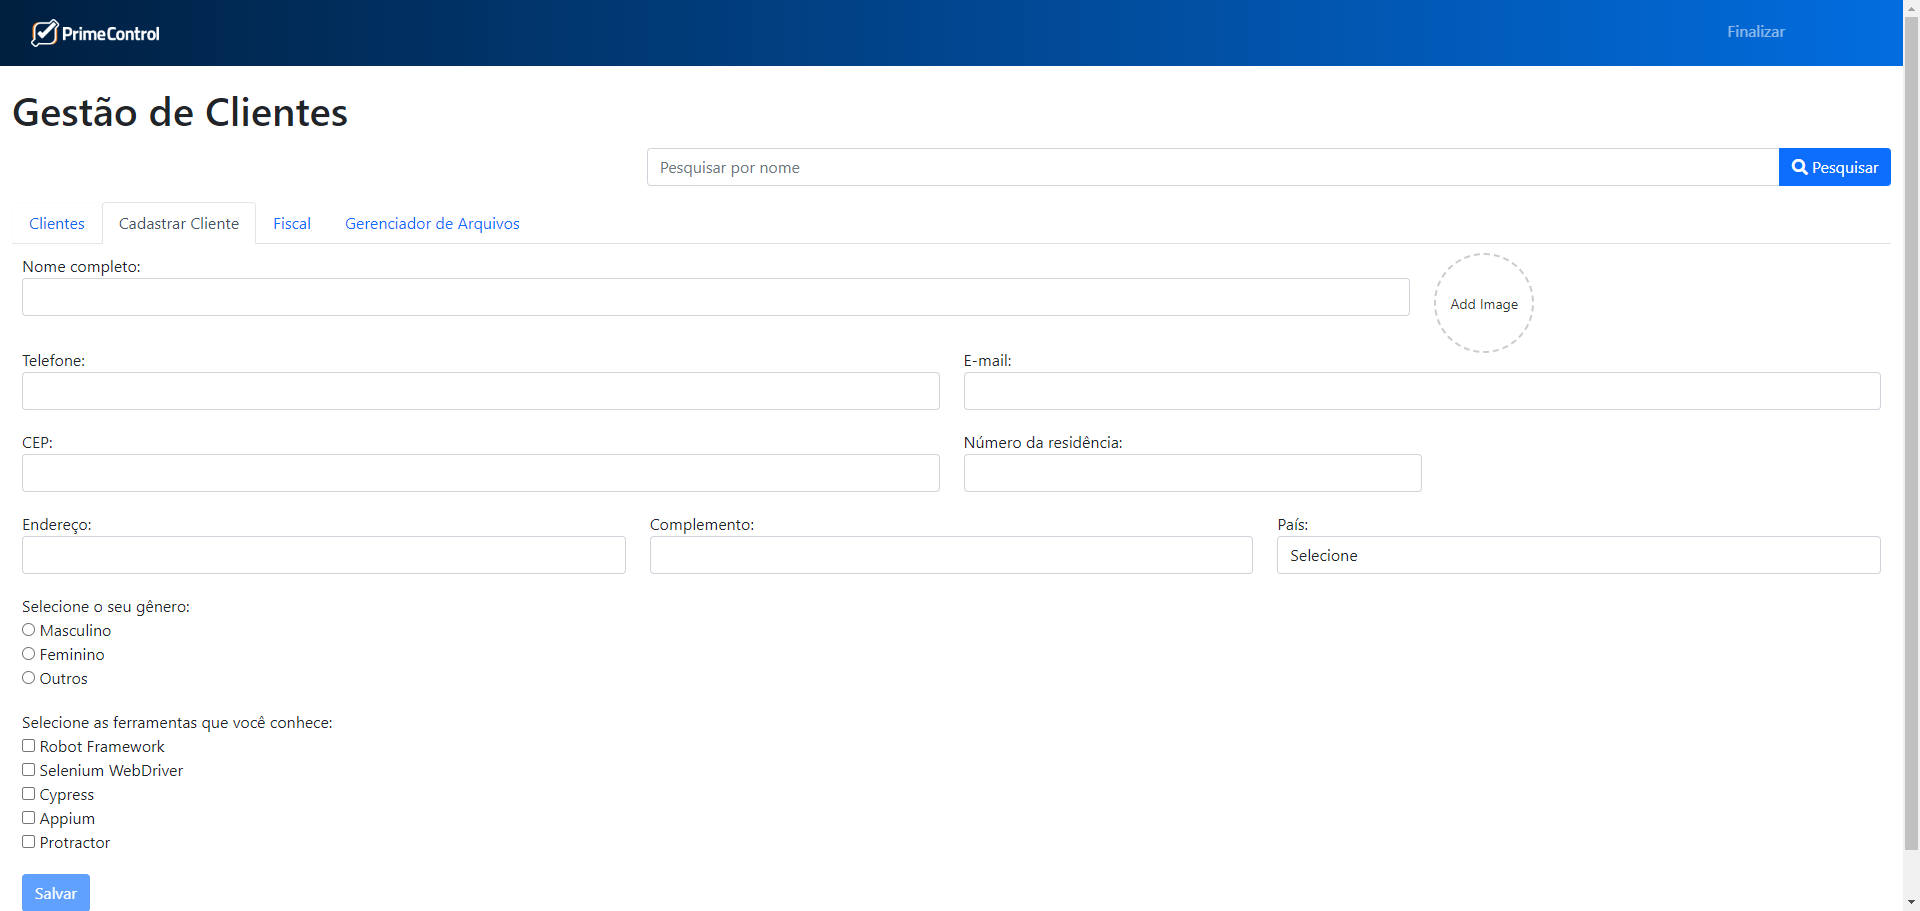 PrimeControl
Finalizar
Gestão de Clientes
Pesquisar por nome
Pesquisar
Clientes
Cadastrar Cliente
Fiscal
Gerenciador de Arquivos
Nome completo:
Add Image
Telefone:
E-mail:
CEP:
Número da residência:
Endereço:
Complemento:
País:
Selecione
Selecione o seu gênero:
Masculino
Feminino
Outros
Selecione as ferramentas que você conhece:
Robot Framework
Selenium WebDriver
Cypress
Appium
Protractor
Salvar